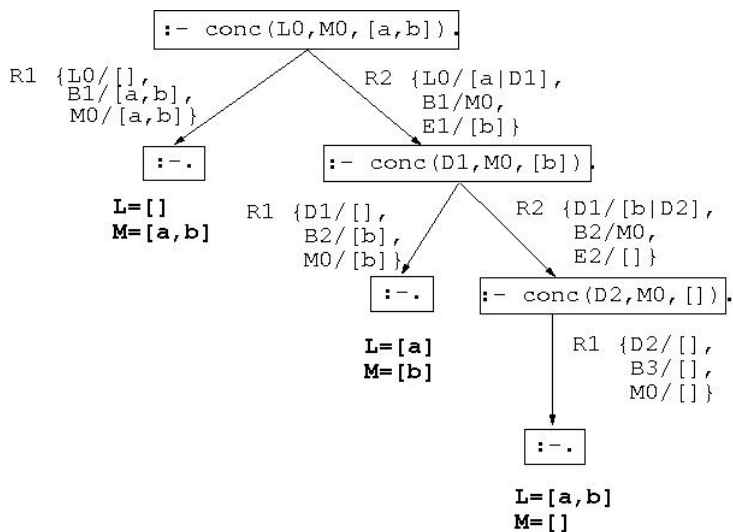 :- conc(L0,M0,[a,b]).
R1 {L0/[],
B1/[a,b],
M0/[a,b]}
R2 {L0/[a|D1],
B1/M0,
E1/[b]}
:-.
:- conc(D1,M0,[b]).
L=[]
M=[a,b]
R1 {D1/[],
B2/[b],
M0/[b]}
R2 {D1/[b|D2],
B2/M0,
E2/[]}
:-.
:- conc(D2,M0,[]).
L=[a]
M=[b]
R1 {D2/[],
B3/[],
M0/[]}
:-.
L=[a,b]
M=[]